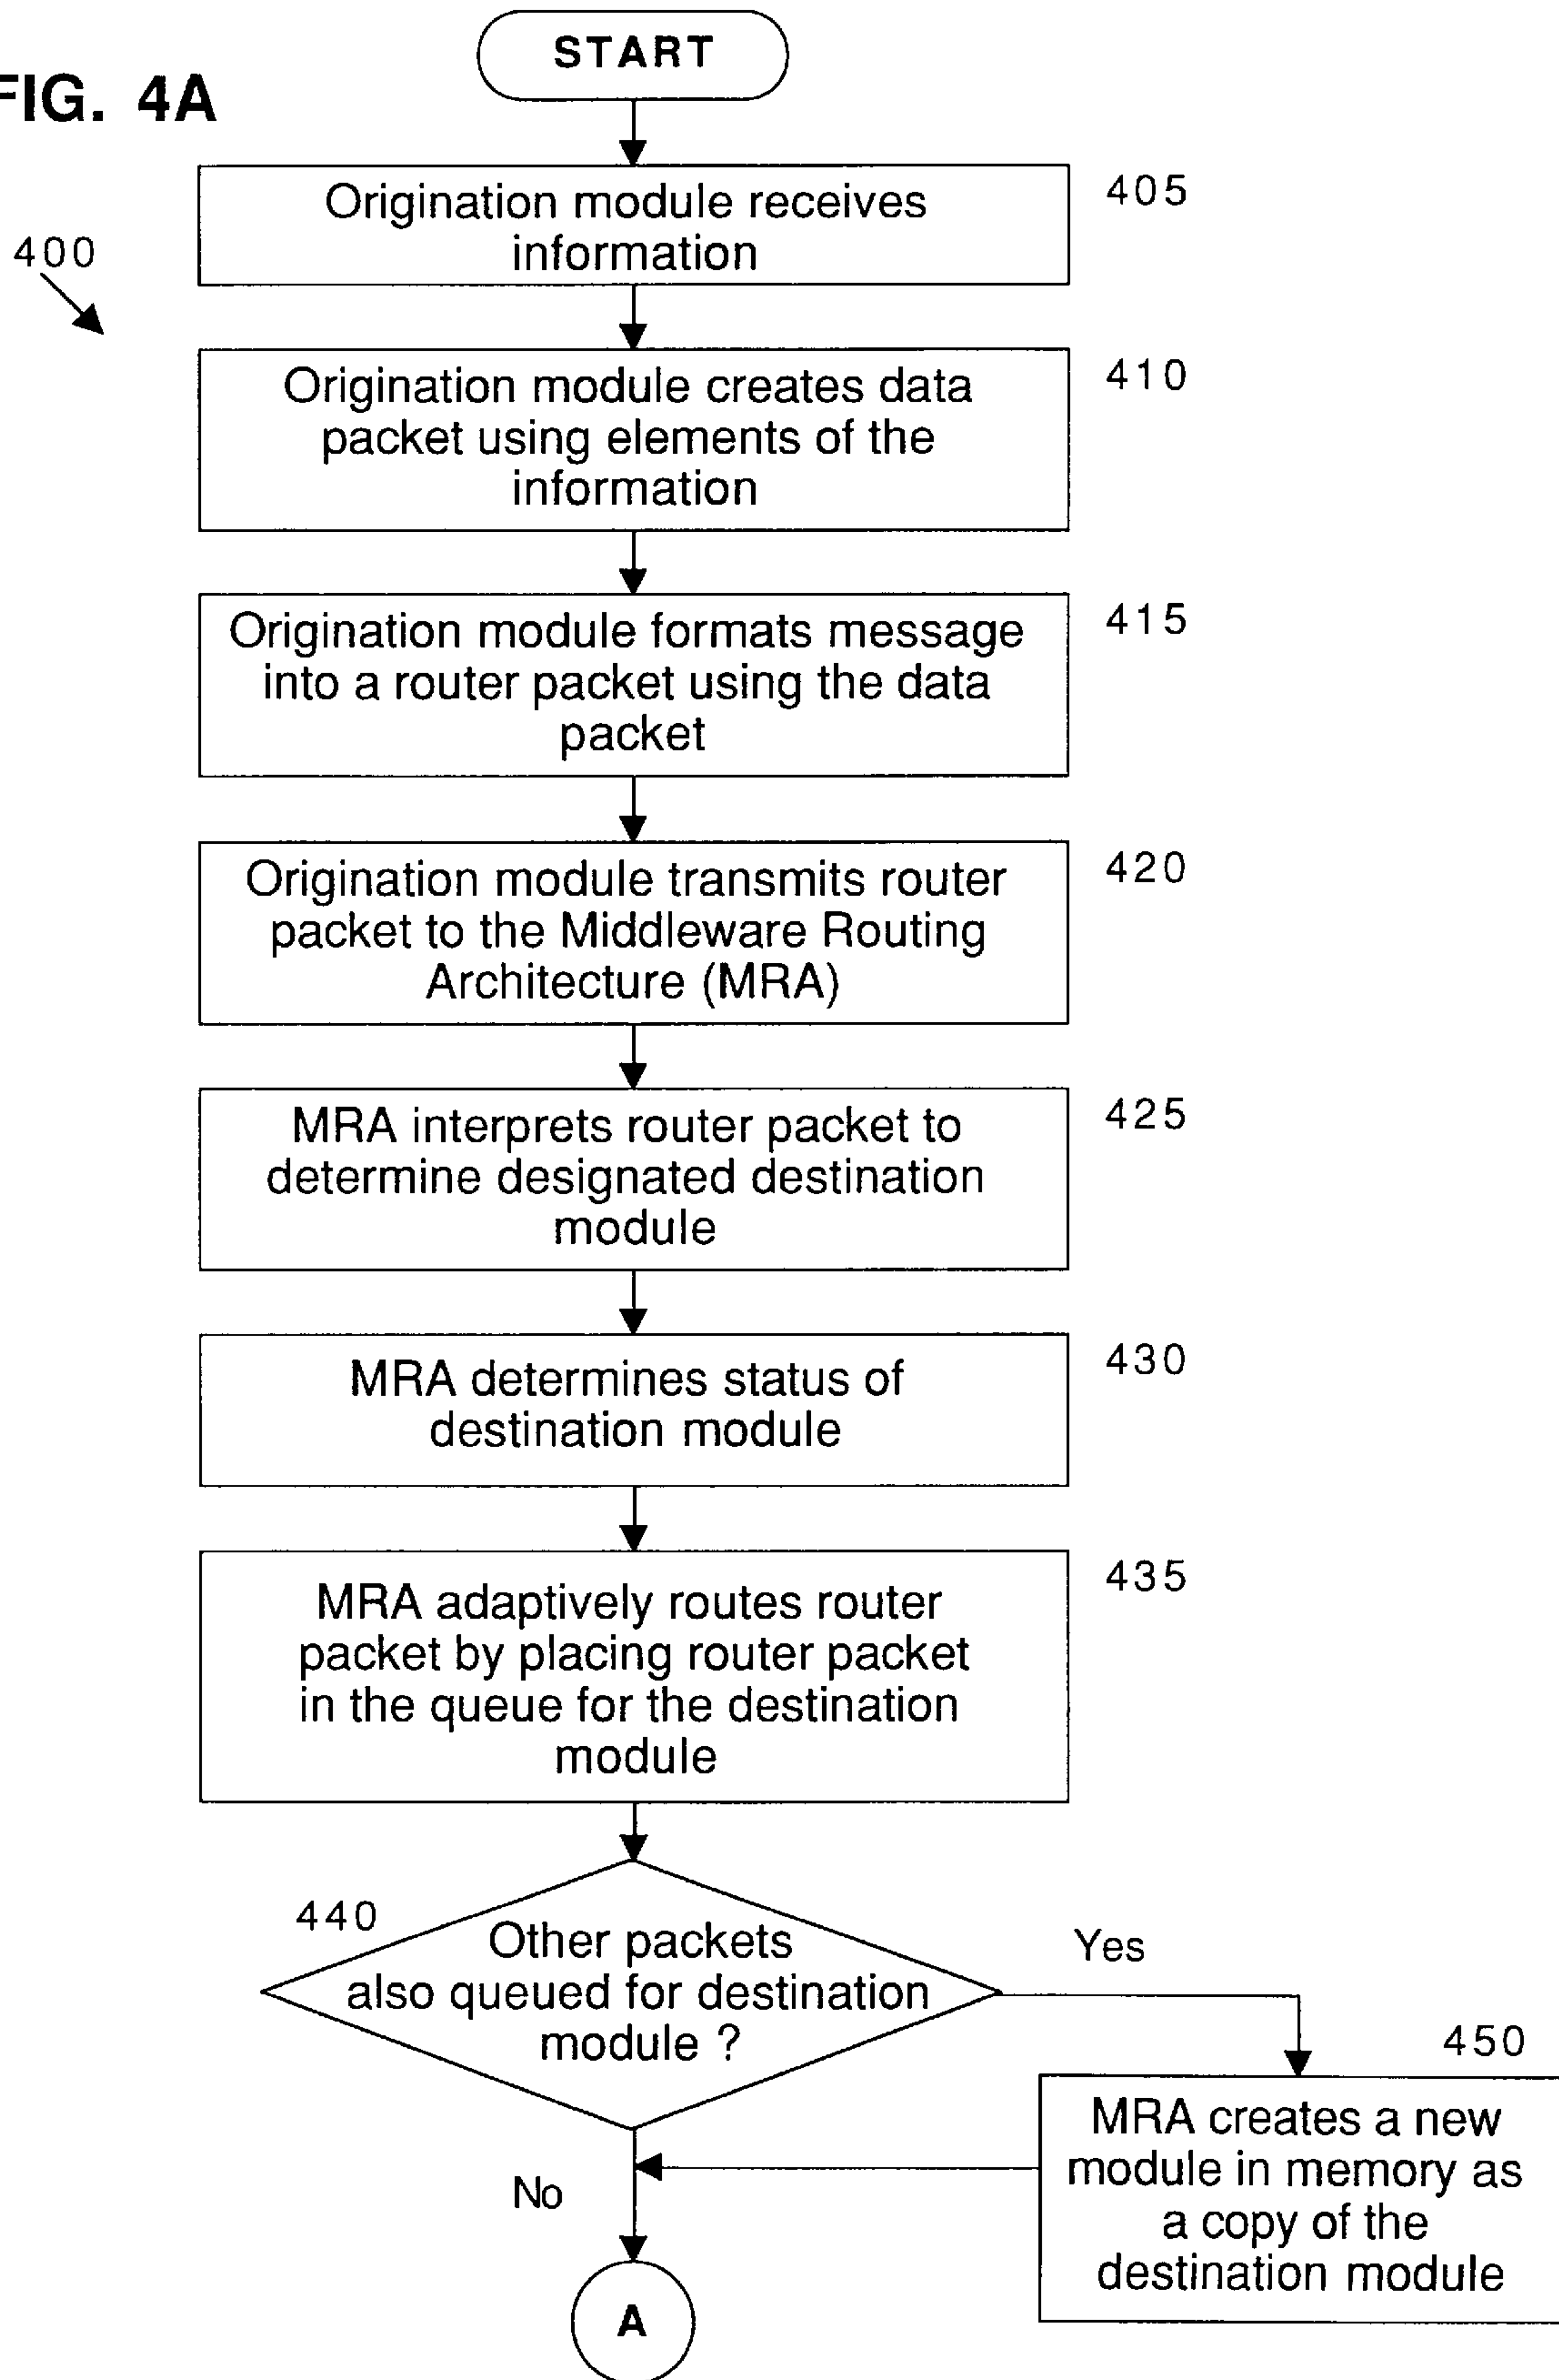 START
FIG. 4A
Origination module receives
information
405
400
Origination module creates data
packet using elements of the
information
410
Origination module formats message
into a router packet using the data
packet
415
Origination module transmits router
packet to the Middleware Routing
Architecture (MRA)
420
MRA interprets router packet to
determine designated destination
module
425
MRA determines status of
destination module
430
MRA adaptively routes router
packet by placing router packet
in the queue for the destination
module
435
440
Other packets
also queued for destination
module ?
Yes
450
MRA creates a new
module in memory as
a copy of the
destination module
No
A